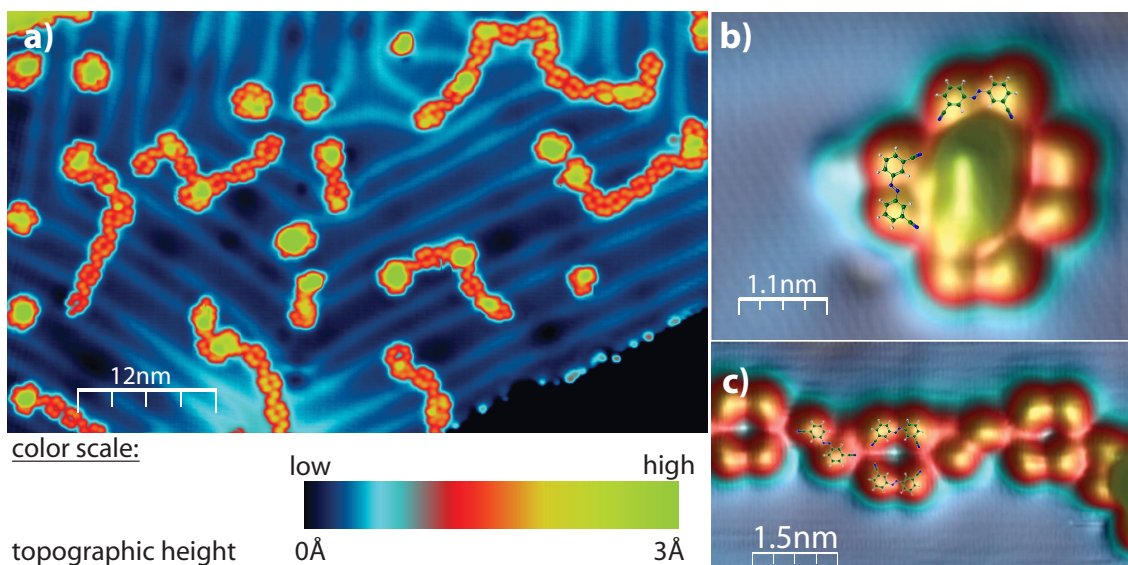 a)
b)
12nm
1.1nm
c)
1.5nm
color scale:
low high
topographic height 0Å 3Å